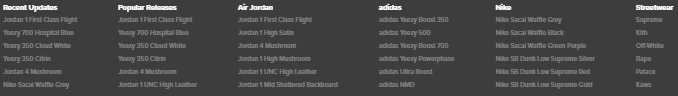 Recent Updates
Jordan 1 First Class Flight
Yeezy 700 Hospital Blue
Yeezy 350 Cloud White
Yeezy 350 Citrin
Jordan 4 Mushroom
Nike Sacai Waffle Grey
Popular Releases
Jordan 1 First Class Flight
Yeezy 700 Hospital Blue
Yeezy 350 Cloud White
Yeezy 350 Citrin
Jordan 4 Mushroom
Jordan 1 UNC High Leather
Air Jordan
Jordan 1 First Class Flight
Jordan 1 High Satin
Jordan 4 Mushroom
Jordan 1 High Mushroom
Jordan 1 UNC High Leather
Jordan 1 Mid Shattered Backboard
adidas
adidas Yeezy Boost 350
adidas Yeezy 500
adidas Yeezy Boost 700
adidas Yeezy Powerphase
adidas Ultra Boost
adidas NMD
Nike
Nike Sacai Waffle Grey
Nike Sacai Waffle Black
Nike Sacai Waffle Green Purple
Nike SB Dunk Low Supreme Silver
Nike SB Dunk Low Supreme Red
Nike SB Dunk Low Supreme Gold
Streetwear
Supreme
Kith
Off-White
Bape
Palace
Kaws